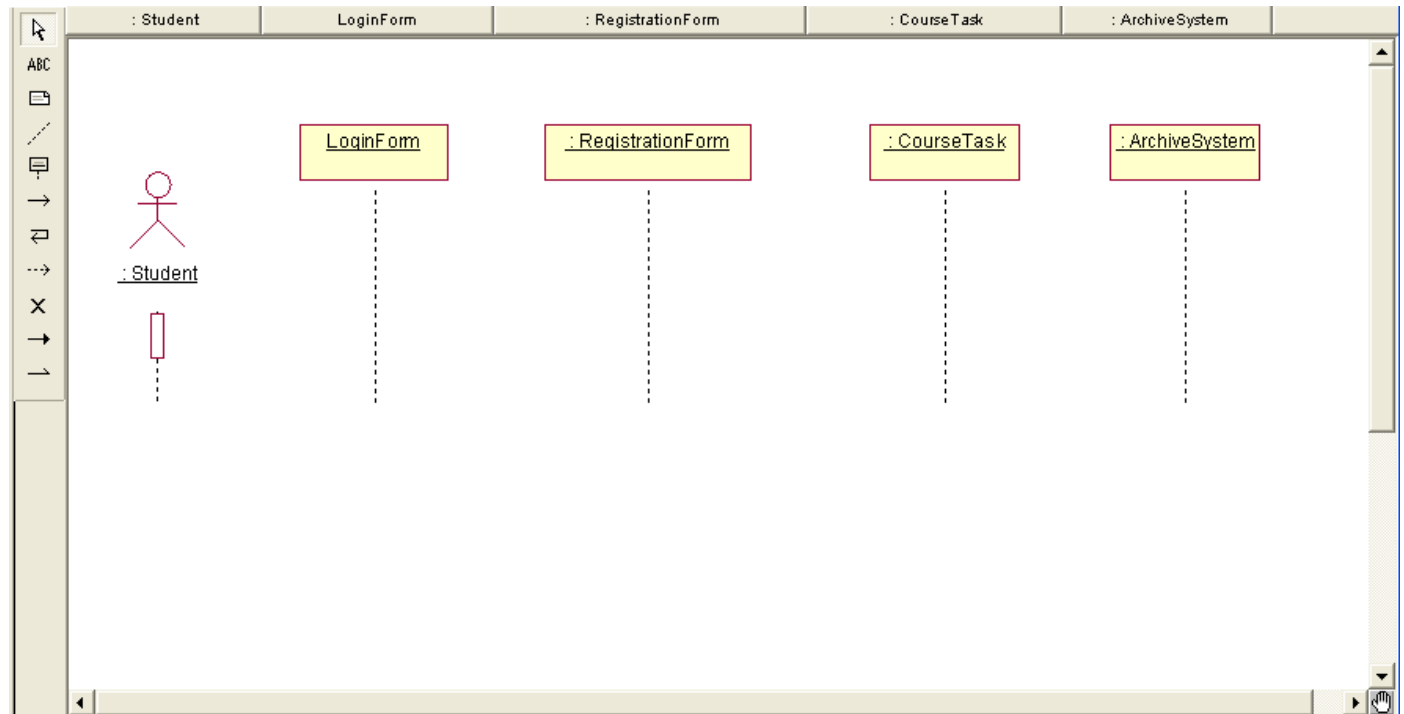 : Student
LoginForm
: RegistrationForm
: CourseTask
: ArchiveSystem
ABC
LoginForm
: RegistrationForm
: CourseTask
: ArchiveSystem
: Student